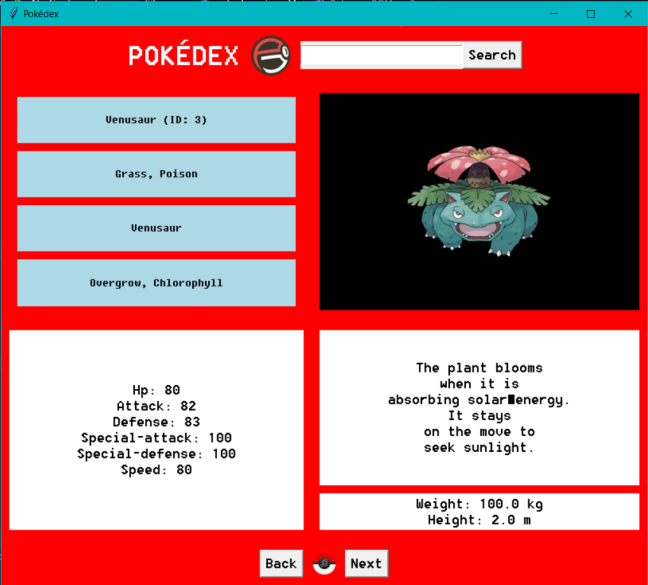 Pokédex
POKÉDEX
Search
Venusaur (ID: 3)
Grass, Poison
Venusaur
Overgrow, Chlorophyll
Hp: 80
Attack: 82
Defense: 83
Special-attack: 100
Special-defense: 100
Speed: 80
The plant blooms
when it is
absorbing solar█energy.
It stays
on the move to
seek sunlight.
Weight: 100.0 kg
Height: 2.0 m
Back
Next